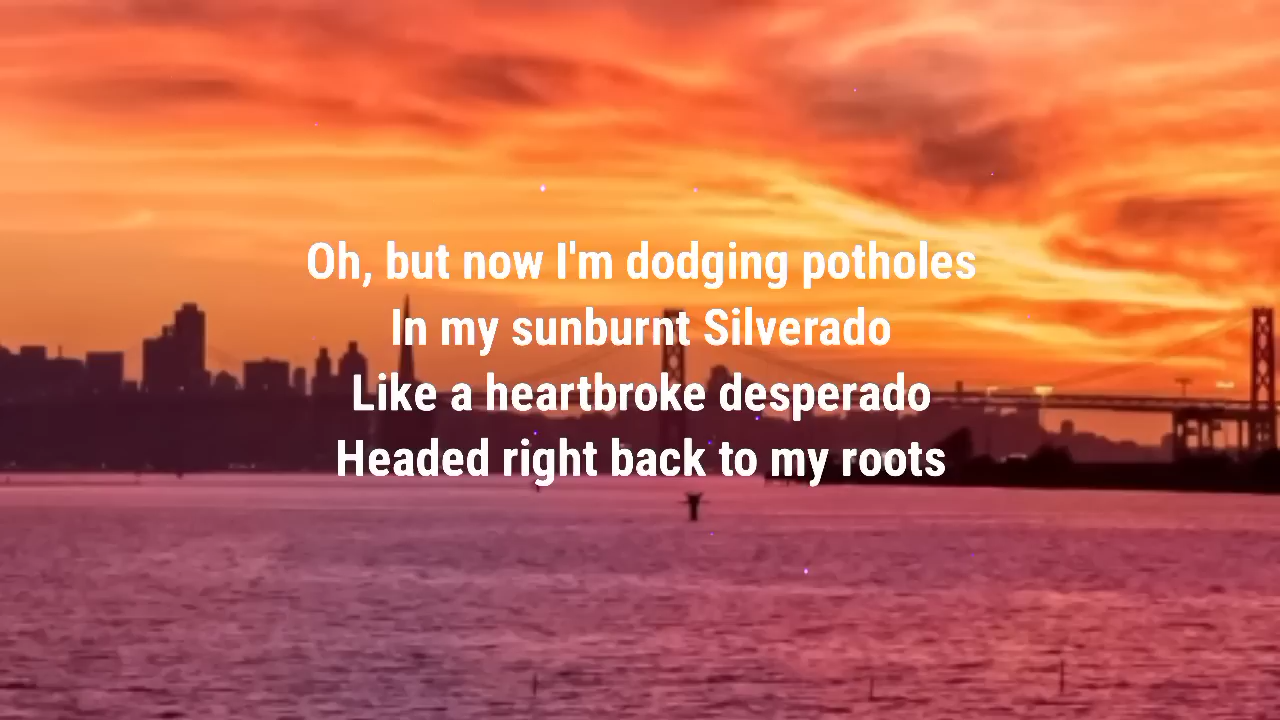 Oh, but now I'm dodging potholes
In my sunburnt Silverado
Like a heartbroke desperado
Headed right back to my roots